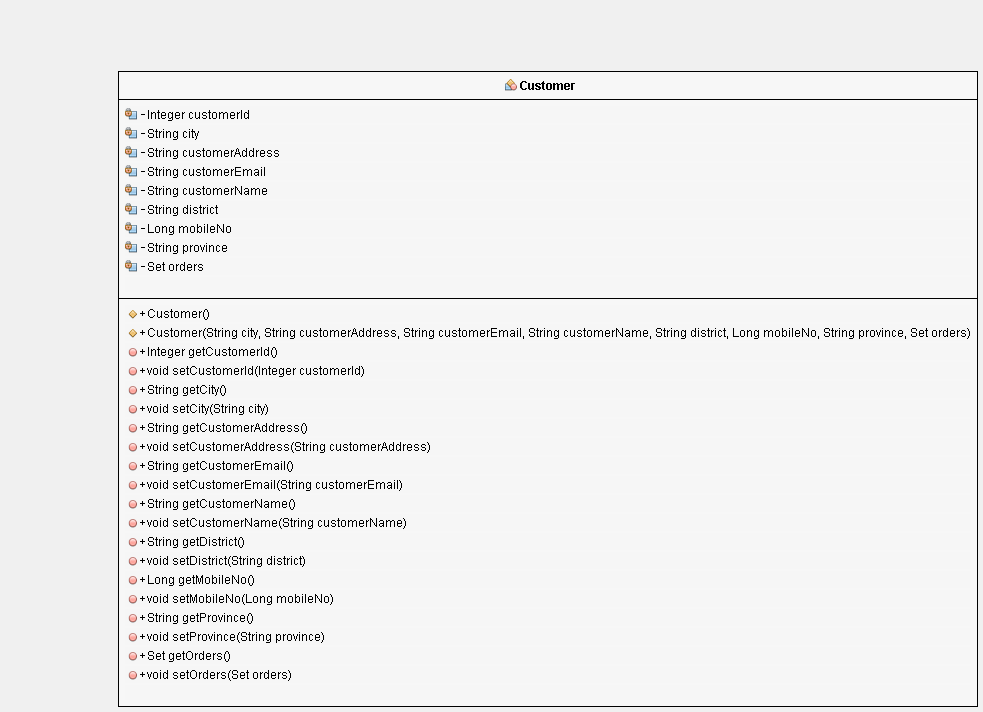 Customer
-Integer customerId
-String city
-String customerAddress
-String customerEmail
-String customerName
-String district
-Long mobileNo
-String province
-Set orders
+Customer()
+Customer(String city, String customerAddress, String customerEmail, String customerName, String district, Long mobileNo, String province, Set orders)
+Integer getCustomerId()
+void setCustomerId(Integer customerId)
+String getCity()
+void setCity(String city)
+String getCustomerAddress()
+void setCustomerAddress(String customerAddress)
+String getCustomerEmail()
+void setCustomerEmail(String customerEmail)
+String getCustomerName()
+void setCustomerName(String customerName)
+String getDistrict()
+void setDistrict(String district)
+Long getMobileNo()
+void setMobileNo(Long mobileNo)
+String getProvince()
+void setProvince(String province)
+Set getOrders()
+void setOrders(Set orders)